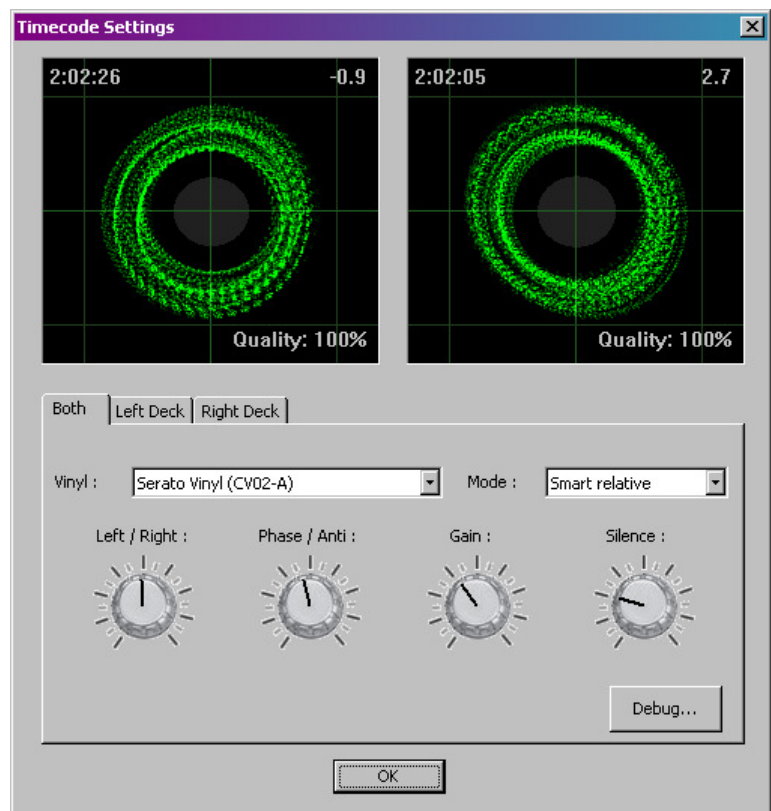 Timecode Settings
2:02:26 -0.9
Quality: 100%
2:02:05 2.7
Quality: 100%
Both Left Deck Right Deck
Vinyl : Serato Vinyl (CV02-A) Mode : Smart relative
Left / Right : Phase / Anti : Gain : Silence :
Debug...
OK